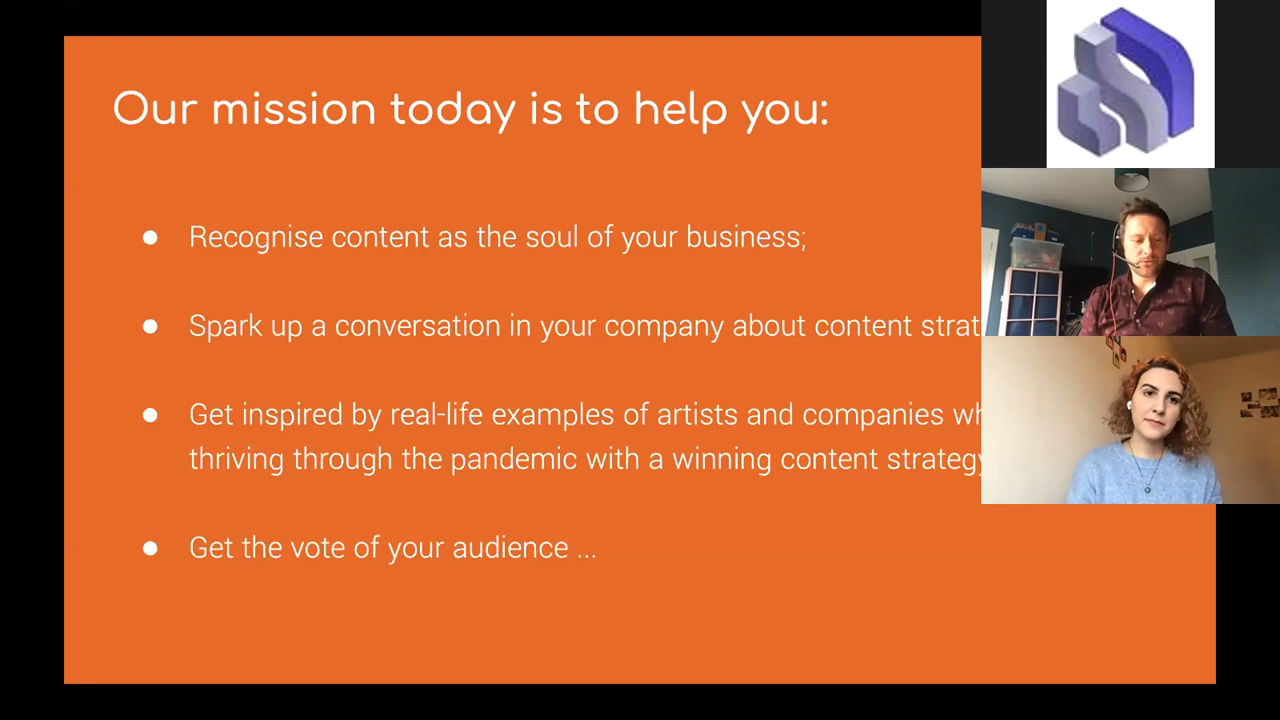 Our mission today is to help you:
● Recognise content as the soul of your business;
● Spark up a conversation in your company about content
● Get inspired by real-life examples of artists and companies
thriving through the pandemic with a winning content strategy
● Get the vote of your audience ...